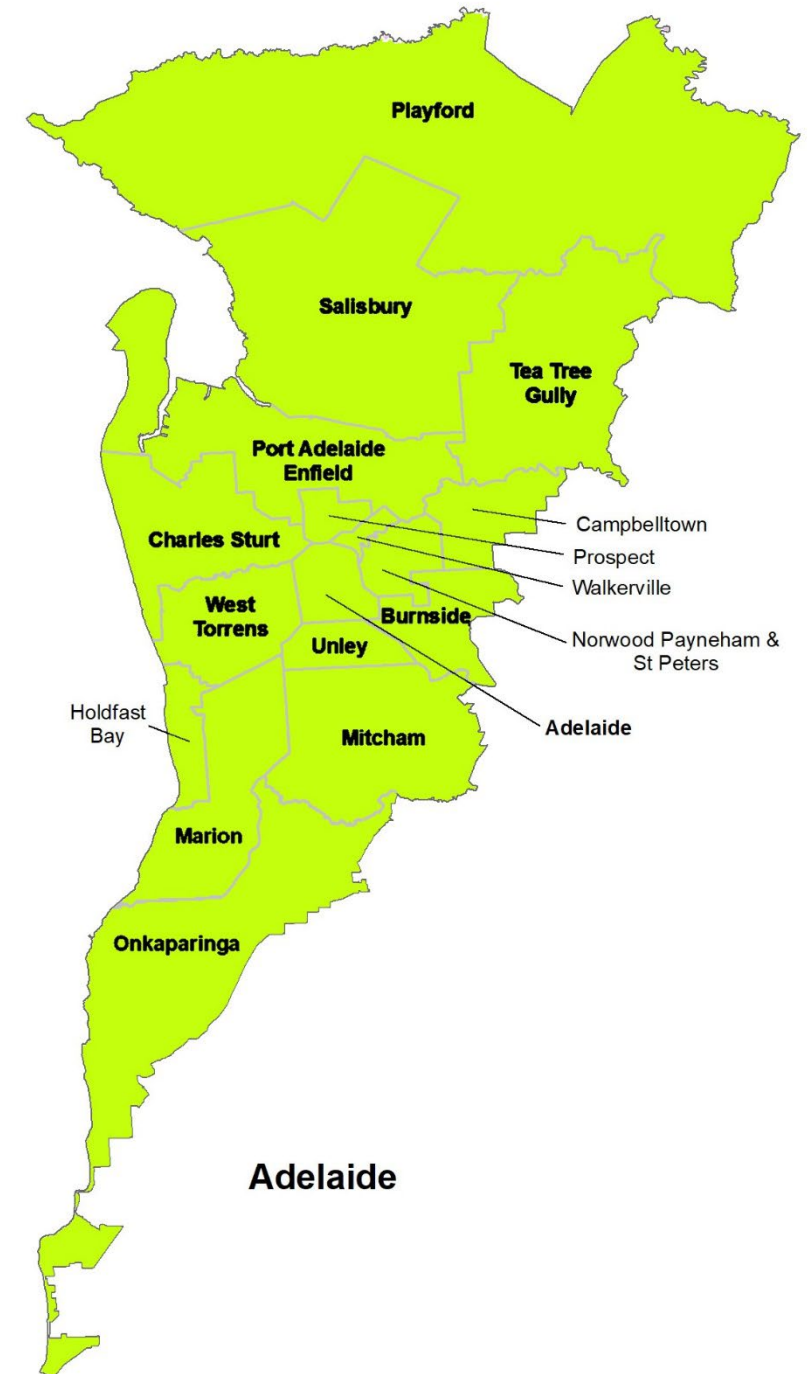 Playford
Salisbury
Tea Tree
Gully
Port Adelaide
Enfield
Campbelltown
Charles Sturt
Prospect
Walkerville
West
Torrens
Burnside
Unley
Norwood Payneham &
St Peters
Holdfast
Bay
Adelaide
Mitcham
Marion
Onkaparinga
Adelaide